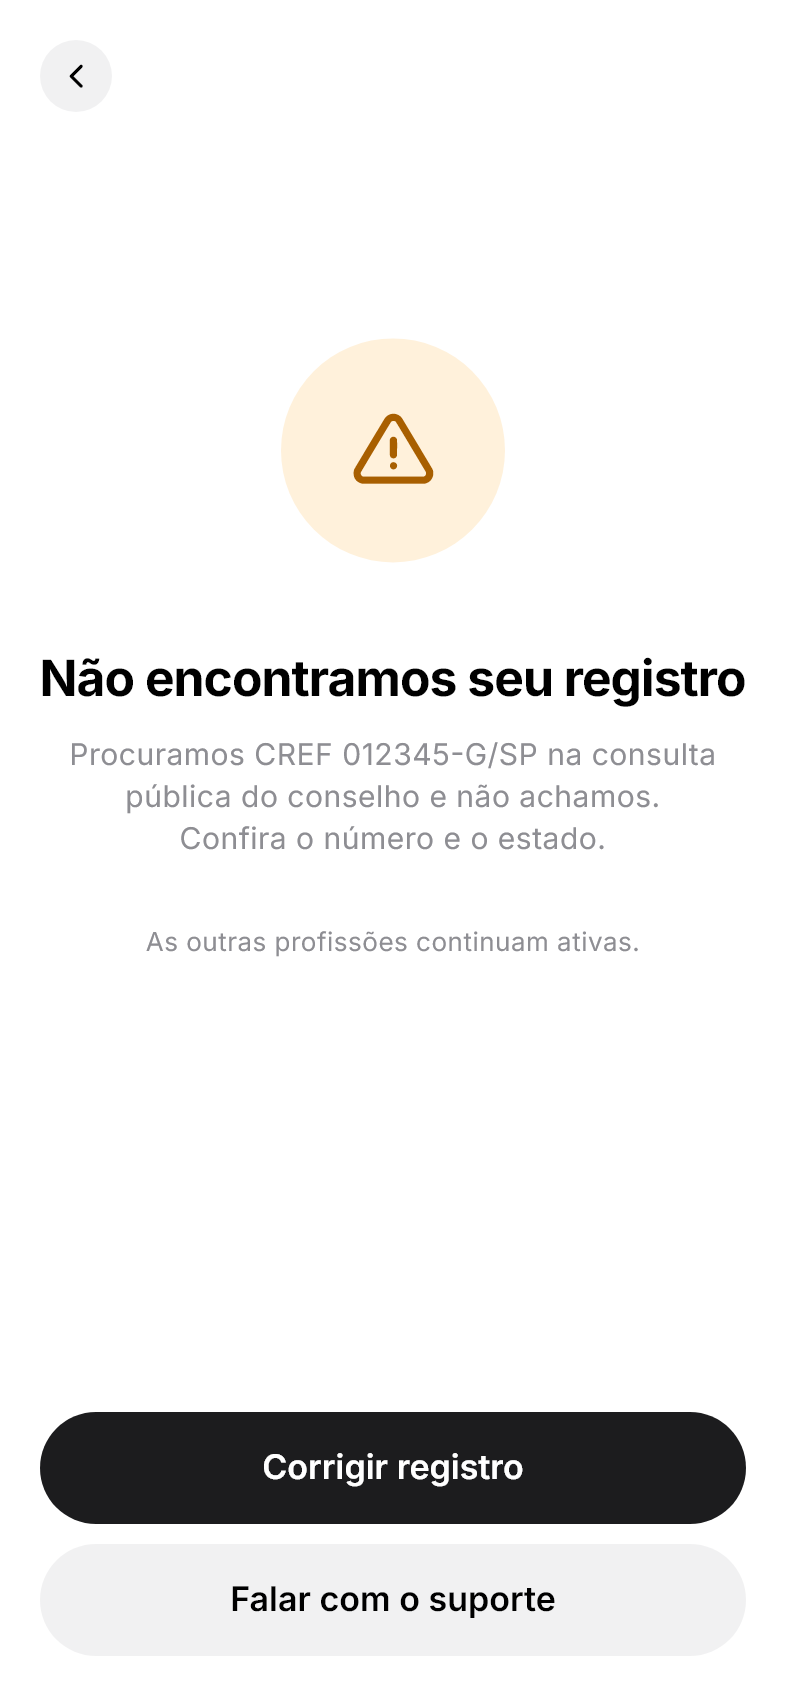 Não encontramos seu registro
Procuramos CREF 012345-G/SP na consulta
pública do conselho e não achamos.
Confira o número e o estado.
As outras profissões continuam ativas.
Corrigir registro
Falar com o suporte